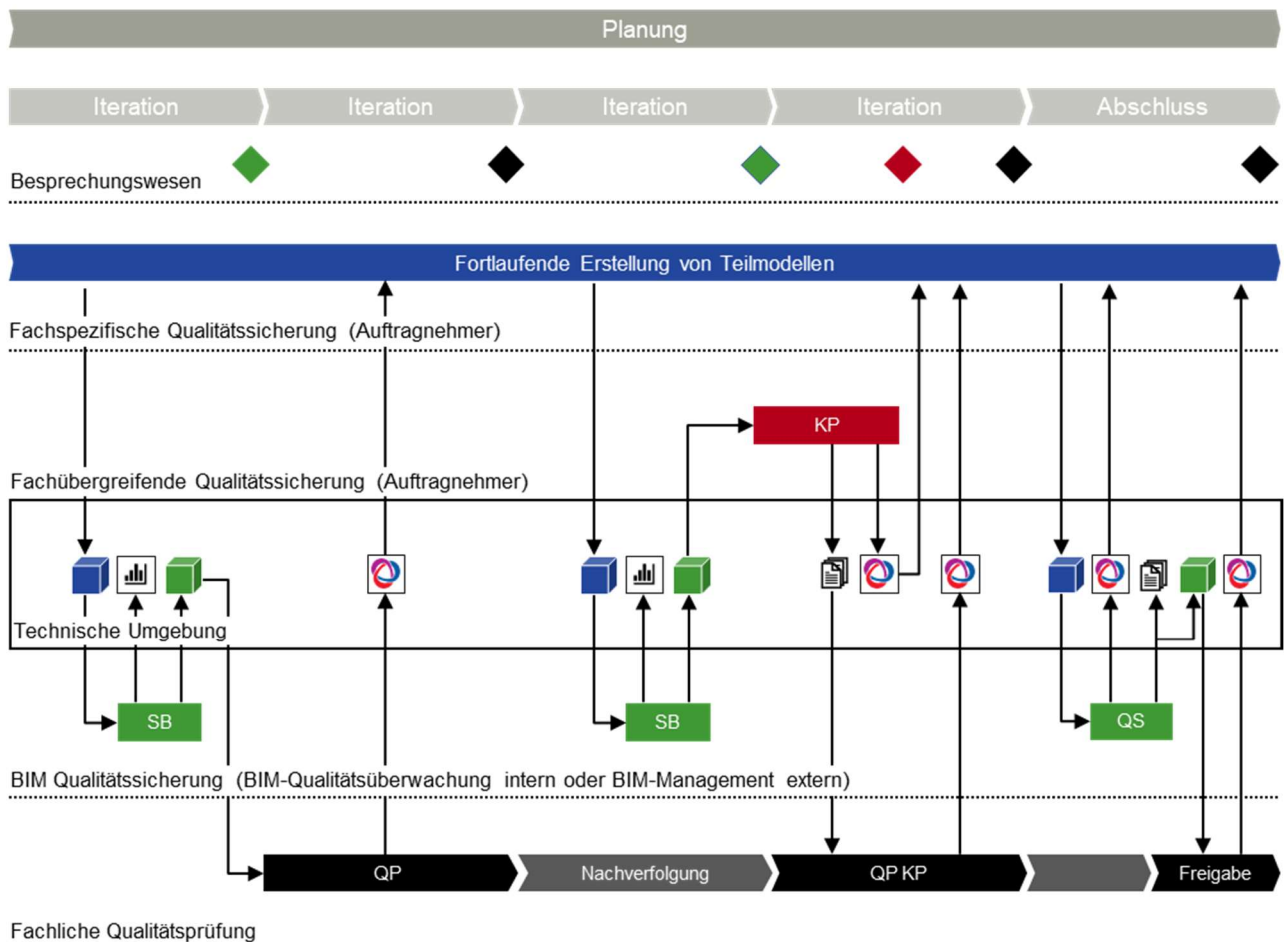 Planung
Iteration
Iteration
Iteration
Iteration
Abschluss
Besprechungswesen
Fortlaufende Erstellung von Teilmodellen
Fachspezifische Qualitätssicherung (Auftragnehmer)
KP
Fachübergreifende Qualitätssicherung (Auftragnehmer)
Technische Umgebung
SB
SB
QS
BIM Qualitätssicherung (BIM-Qualitätsüberwachung intern oder BIM-Management extern)
QP
Nachverfolgung
QP KP
Freigabe
Fachliche Qualitätsprüfung